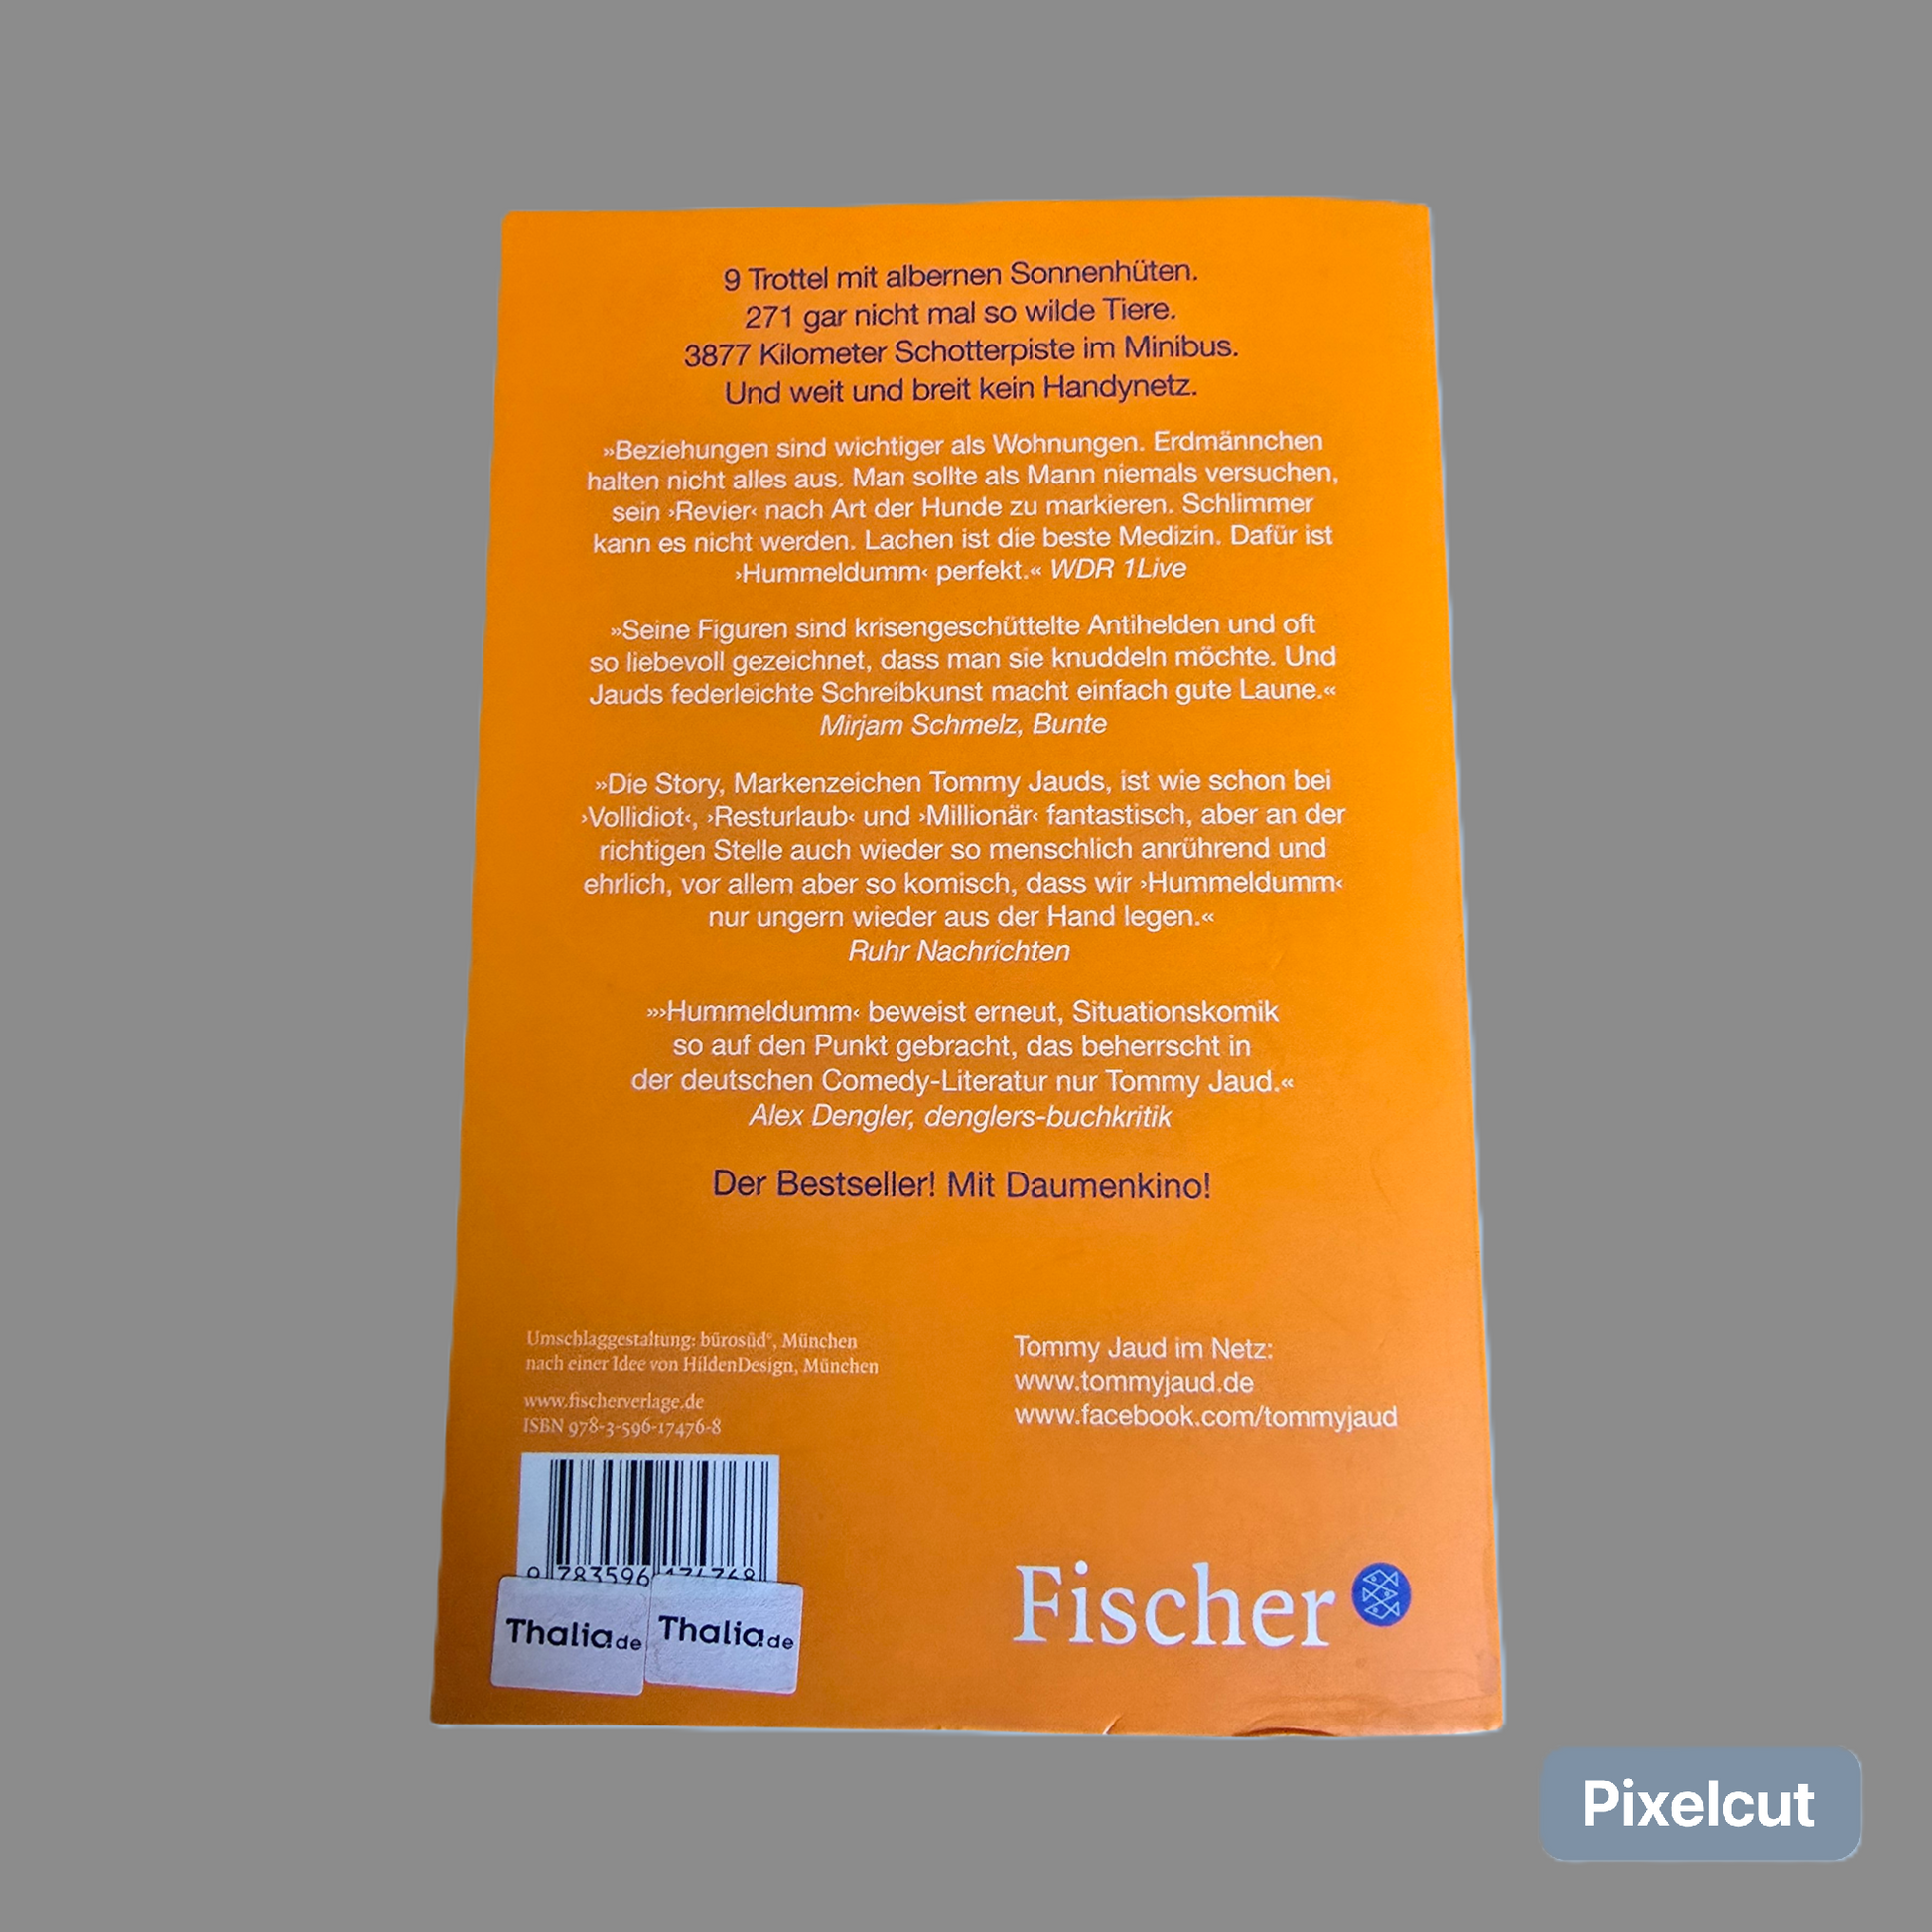 9 Trottel mit albernen Sonnenhüten.
271 gar nicht mal so wilde Tiere.
3877 Kilometer Schotterpiste im Minibus.
Und weit und breit kein Handynetz.
»Beziehungen sind wichtiger als Wohnungen. Erdmännchen
halten nicht alles aus. Man sollte als Mann niemals versuchen,
sein ›Revier‹ nach Art der Hunde zu markieren. Schlimmer
kann es nicht werden. Lachen ist die beste Medizin. Dafür ist
›Hummeldumm‹ perfekt.« WDR 1Live
»Seine Figuren sind krisengeschüttelte Antihelden und oft
so liebevoll gezeichnet, dass man sie knuddeln möchte. Und
Jauds federleichte Schreibkunst macht einfach gute Laune.«
Mirjam Schmelz, Bunte
»Die Story, Markenzeichen Tommy Jauds, ist wie schon bei
›Vollidiot‹, ›Resturlaub‹ und ›Millionär‹ fantastisch, aber an der
richtigen Stelle auch wieder so menschlich anrührend und
ehrlich, vor allem aber so komisch, dass wir ›Hummeldumm‹
nur ungern wieder aus der Hand legen.«
Ruhr Nachrichten
»›Hummeldumm‹ beweist erneut, Situationskomik
so auf den Punkt gebracht, das beherrscht in
der deutschen Comedy-Literatur nur Tommy Jaud.«
Alex Dengler, denglers-buchkritik
Der Bestseller! Mit Daumenkino!
Umschlaggestaltung: bürosüd°, München
nach einer Idee von HildenDesign, München
www.fischerverlage.de
ISBN 978-3-596-17476-8
Tommy Jaud im Netz:
www.tommyjaud.de
www.facebook.com/tommyjaud
9 783596 174768
Thalia.de Thalia.de
Fischer
Pixelcut